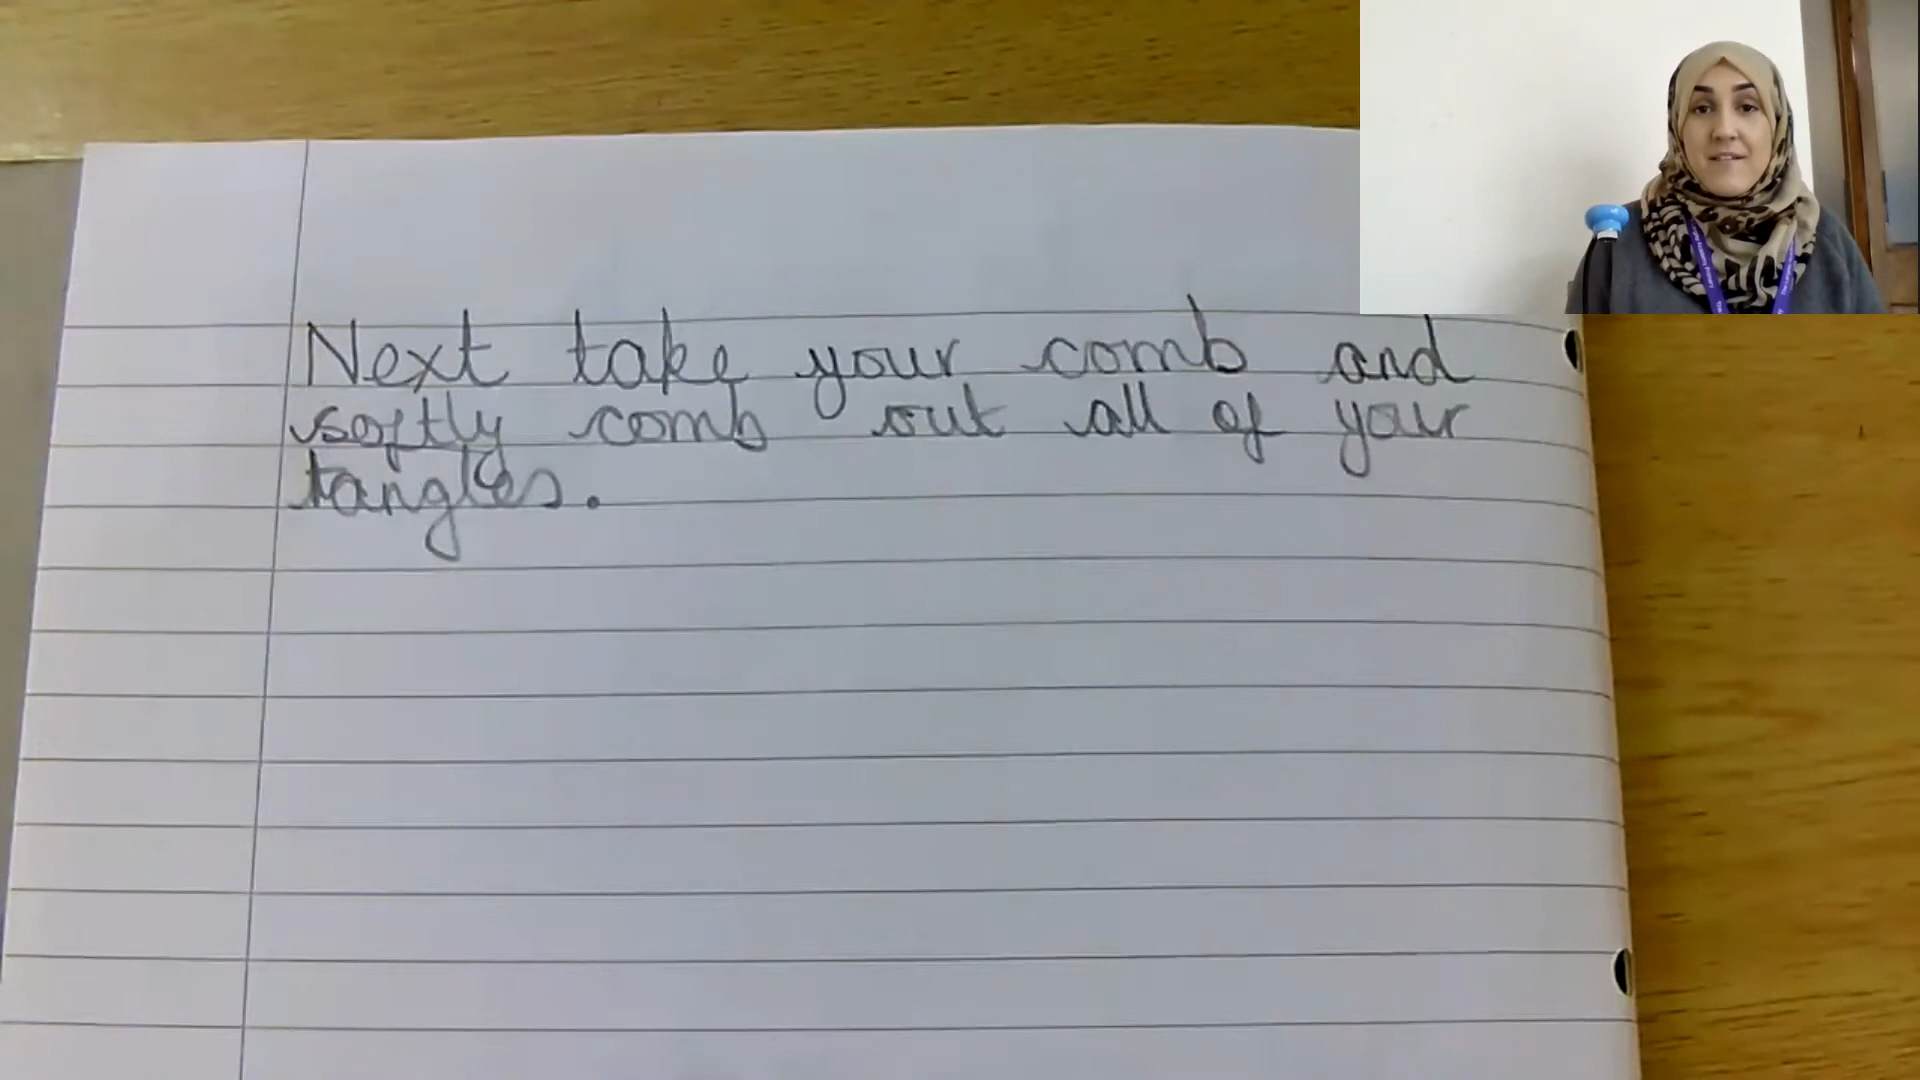 Next take your comb and
softly comb out all of your
tangles.